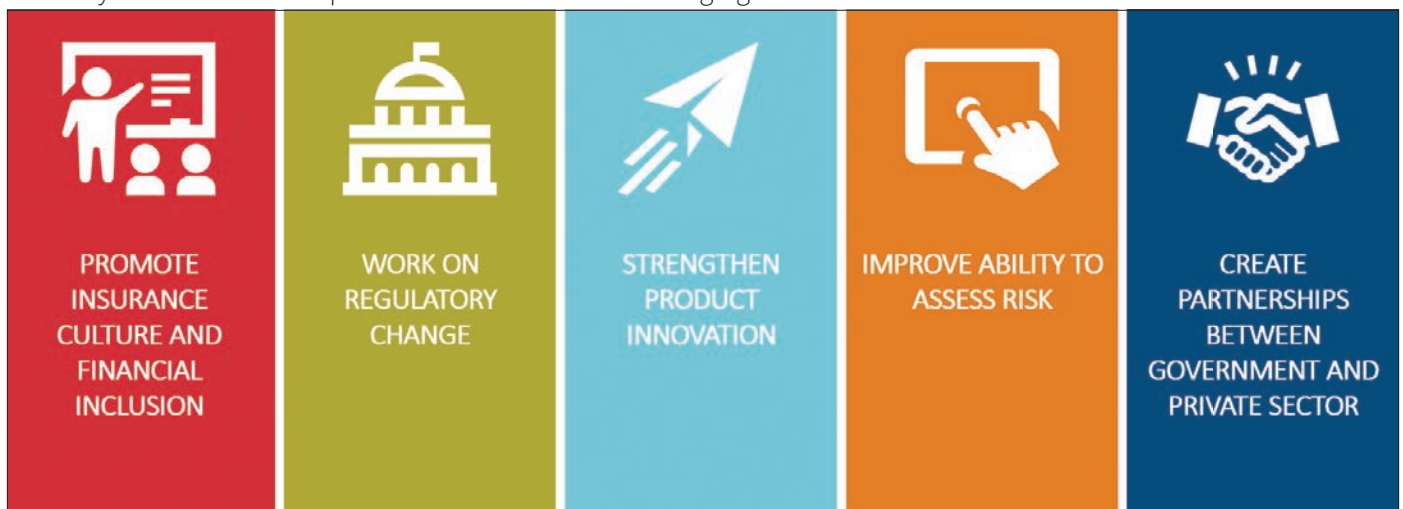 PROMOTE
INSURANCE
CULTURE AND
FINANCIAL
INCLUSION
WORK ON
REGULATORY
CHANGE
STRENGTHEN
PRODUCT
INNOVATION
IMPROVE ABILITY TO
ASSESS RISK
CREATE
PARTNERSHIPS
BETWEEN
GOVERNMENT AND
PRIVATE SECTOR